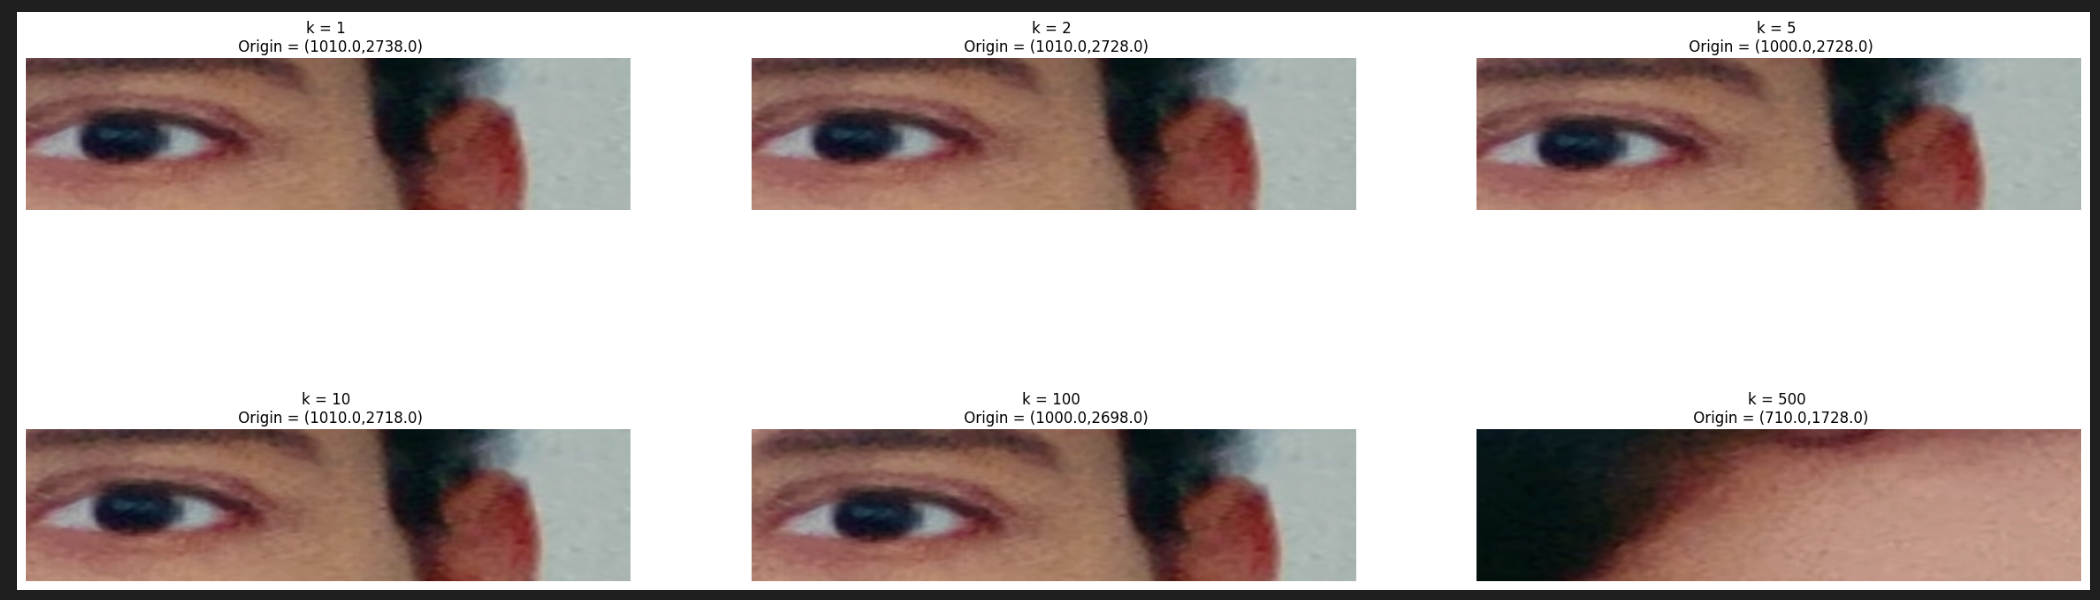 k = 1
Origin = (1010.0,2738.0)
k = 2
Origin = (1010.0,2728.0)
k = 5
Origin = (1000.0,2728.0)
k = 10
Origin = (1010.0,2718.0)
k = 100
Origin = (1000.0,2698.0)
k = 500
Origin = (710.0,1728.0)